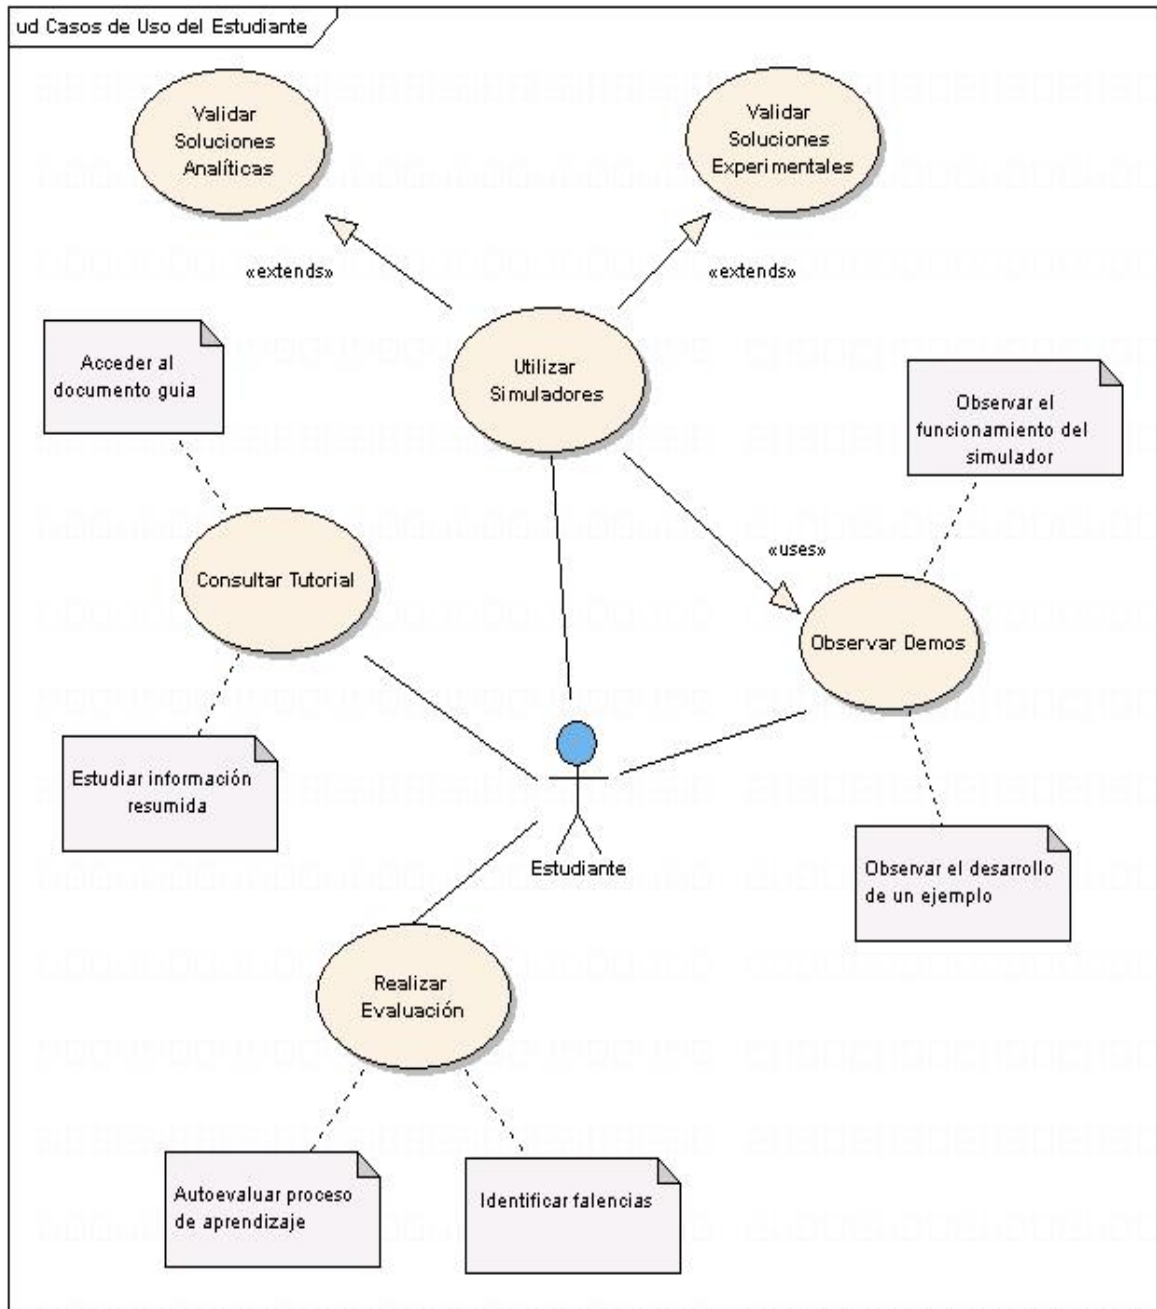 ud Casos de Uso del Estudiante
Validar
Soluciones
Analíticas
Validar
Soluciones
Experimentales
«extends»
«extends»
Utilizar
Simuladores
Acceder al
documento guia
Observar el
funcionamiento del
simulador
«uses»
Consultar Tutorial
Observar Demos
Estudiar información
resumida
Estudiante
Observar el desarrollo
de un ejemplo
Realizar
Evaluación
Autoevaluar proceso
de aprendizaje
Identificar falencias